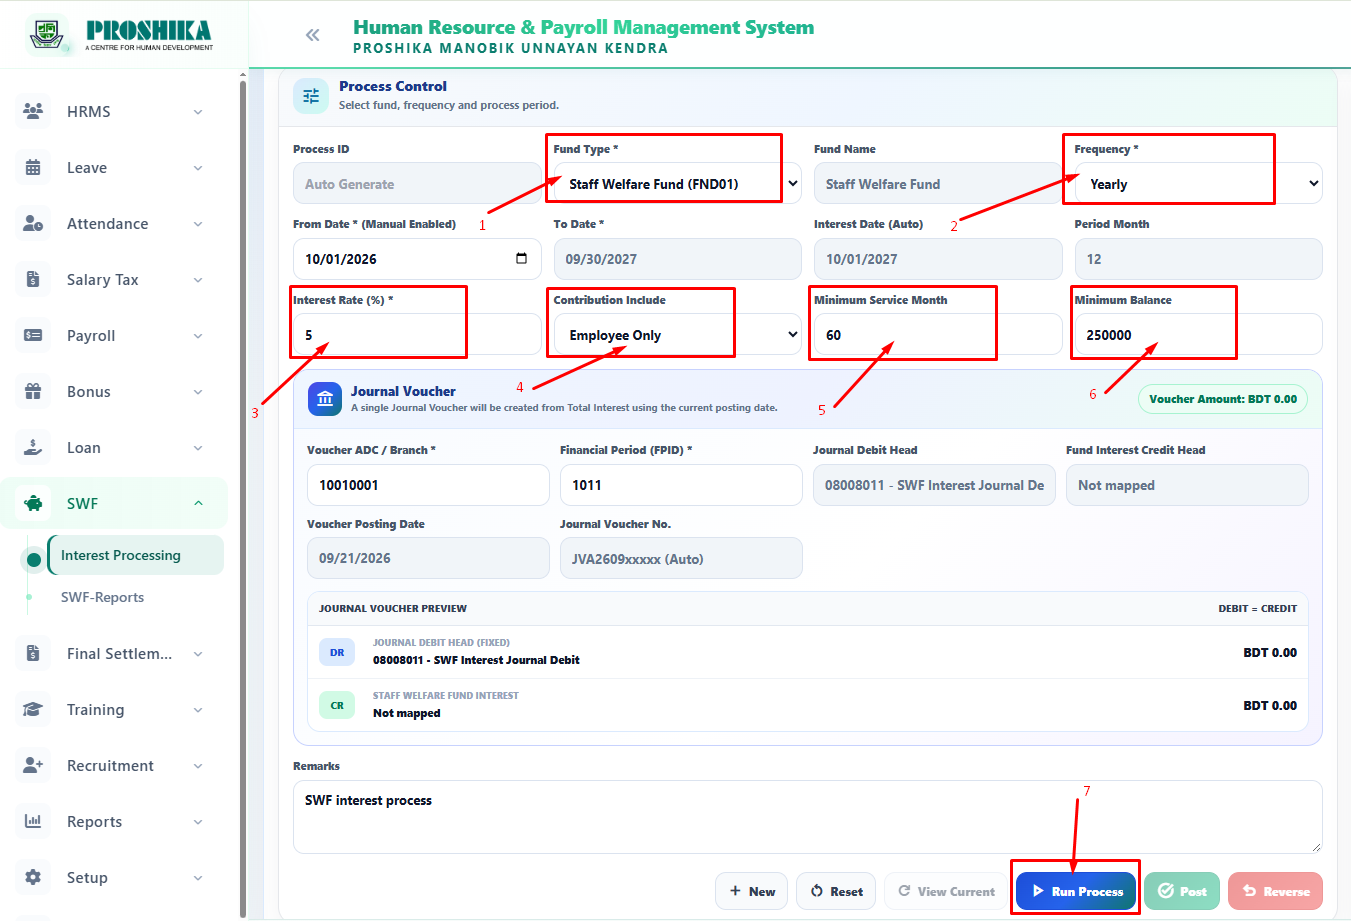 PROSHIKA
A CENTRE FOR HUMAN DEVELOPMENT
Human Resource & Payroll Management System
PROSHIKA MANOBIK UNNAYAN KENDRA
HRMS
Leave
Attendance
Salary Tax
Payroll
Bonus
Loan
SWF
Interest Processing
SWF-Reports
Final Settlem...
Training
Recruitment
Reports
Setup
Process Control
Select fund, frequency and process period.
Process ID
Auto Generate
Fund Type *
Staff Welfare Fund (FND01)
Fund Name
Staff Welfare Fund
Frequency *
Yearly
1
2
From Date * (Manual Enabled)
10/01/2026
To Date *
09/30/2027
Interest Date (Auto)
10/01/2027
Period Month
12
Interest Rate (%) *
5
Contribution Include
Employee Only
Minimum Service Month
60
Minimum Balance
250000
3
4
5
6
Journal Voucher
A single Journal Voucher will be created from Total Interest using the current posting date.
Voucher Amount: BDT 0.00
Voucher ADC / Branch *
10010001
Financial Period (FPID) *
1011
Journal Debit Head
08008011 - SWF Interest Journal De
Fund Interest Credit Head
Not mapped
Voucher Posting Date
09/21/2026
Journal Voucher No.
JVA2609xxxxx (Auto)
JOURNAL VOUCHER PREVIEW
DEBIT = CREDIT
DR
JOURNAL DEBIT HEAD (FIXED)
08008011 - SWF Interest Journal Debit
BDT 0.00
CR
STAFF WELFARE FUND INTEREST
Not mapped
BDT 0.00
Remarks
SWF interest process
7
New
Reset
View Current
Run Process
Post
Reverse